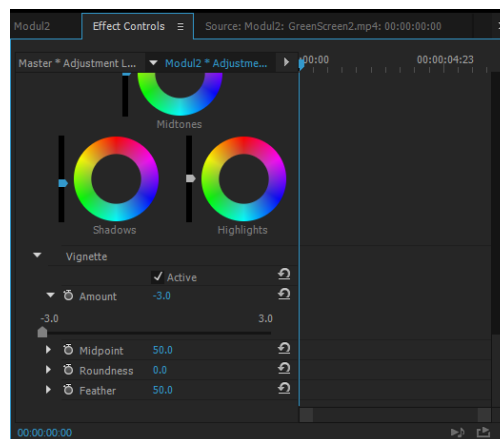 Modul2 Effect Controls Source: Modul2: GreenScreen2.mp4: 00:00:00:00
Master * Adjustment L... Modul2 * Adjustme... :00:00 00:00:04:23
Midtones
Shadows Highlights
Vignette
Active
Amount -3.0
-3.0 3.0
Midpoint 50.0
Roundness 0.0
Feather 50.0
00:00:00:00